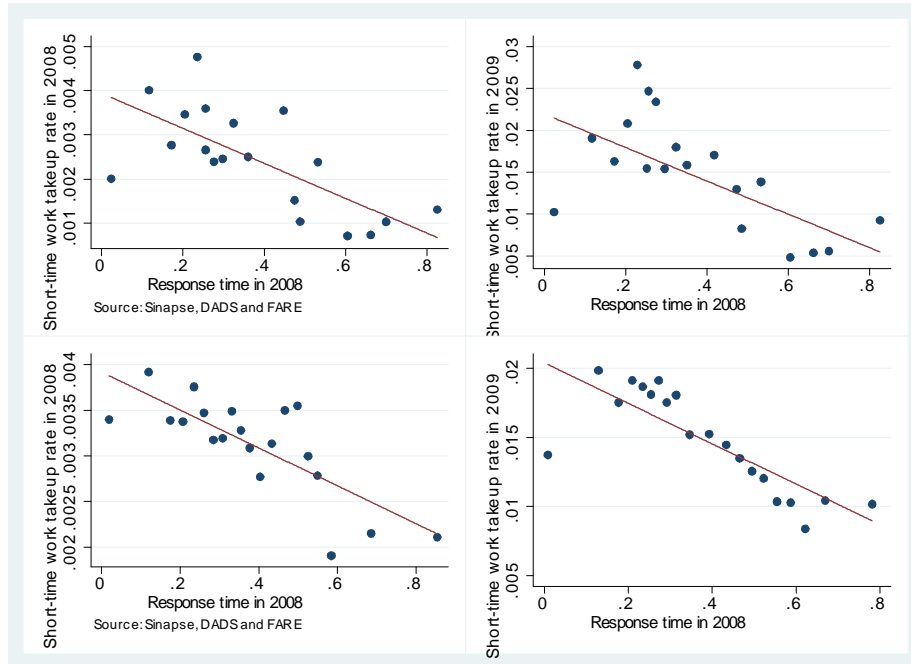 Short-time work takeup rate in 2008
.001 .002 .003 .004 .005
0 .2 .4 .6 .8
Response time in 2008
Source: Sinapse, DADS and FARE
Short-time work takeup rate in 2009
.005 .01 .015 .02 .025 .03
0 .2 .4 .6 .8
Response time in 2008
Short-time work takeup rate in 2008
.002 .0025 .003 .0035 .004
0 .2 .4 .6 .8
Response time in 2008
Source: Sinapse, DADS and FARE
Short-time work takeup rate in 2009
.005 .01 .015 .02
0 .2 .4 .6 .8
Response time in 2008